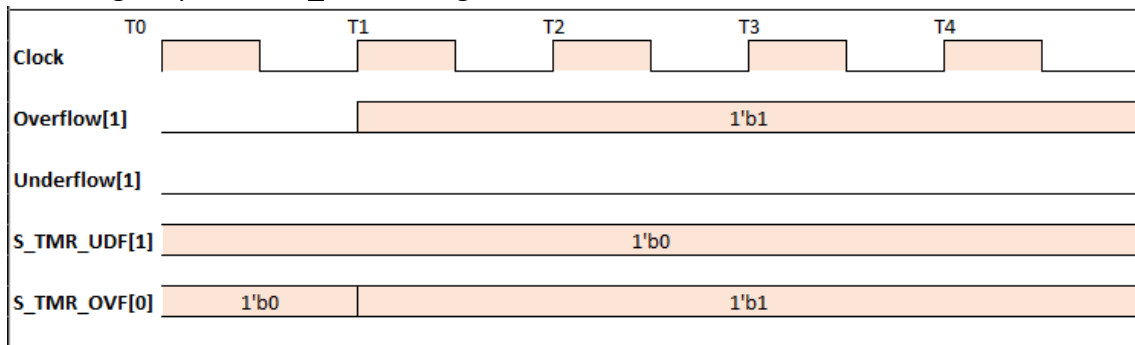 T0 T1 T2 T3 T4
Clock
Overflow[1] 1'b1
Underflow[1]
S_TMR_UDF[1] 1'b0
S_TMR_OVF[0] 1'b0 1'b1